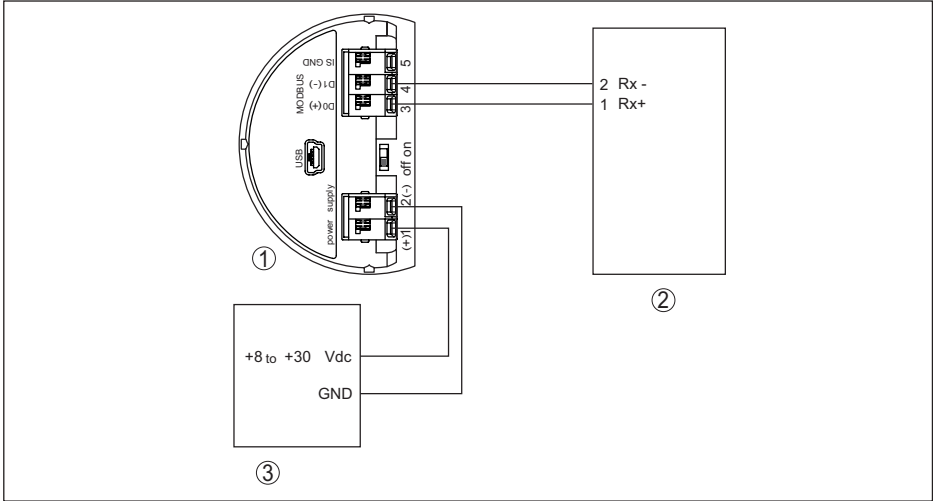 IS GND
5
MODBUS
D1(-)
4
D0(+)
3
USB
off on
power supply
2(-)
(+)1
①
2 Rx -
1 Rx+
②
+8 to +30 Vdc
GND
③